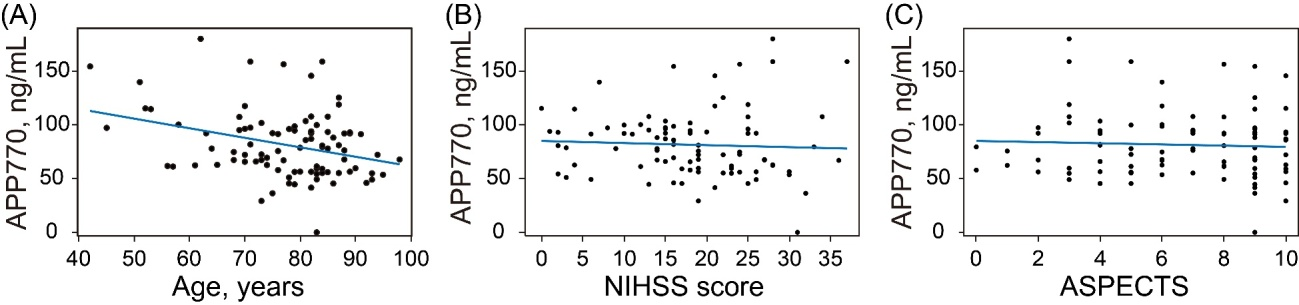 (A)
APP770, ng/mL
150
100
50
0
40 50 60 70 80 90 100
Age, years
(B)
APP770, ng/mL
150
100
50
0
0 5 10 15 20 25 30 35
NIHSS score
(C)
APP770, ng/mL
150
100
50
0
0 2 4 6 8 10
ASPECTS